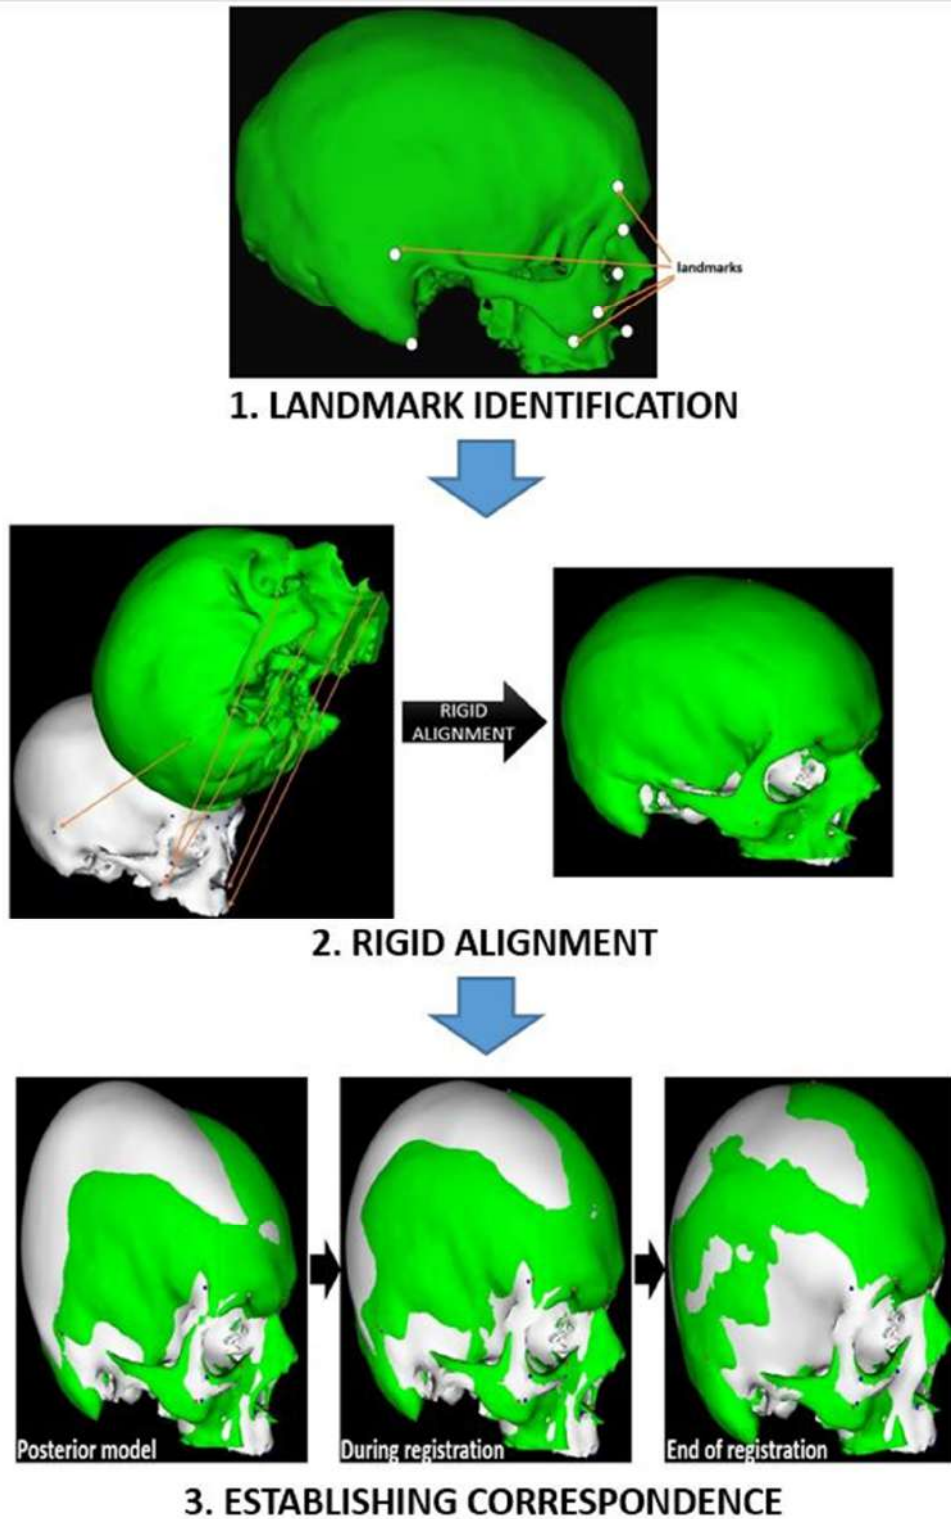 landmarks
1. LANDMARK IDENTIFICATION
RIGID
ALIGNMENT
2. RIGID ALIGNMENT
Posterior model
During registration
End of registration
3. ESTABLISHING CORRESPONDENCE